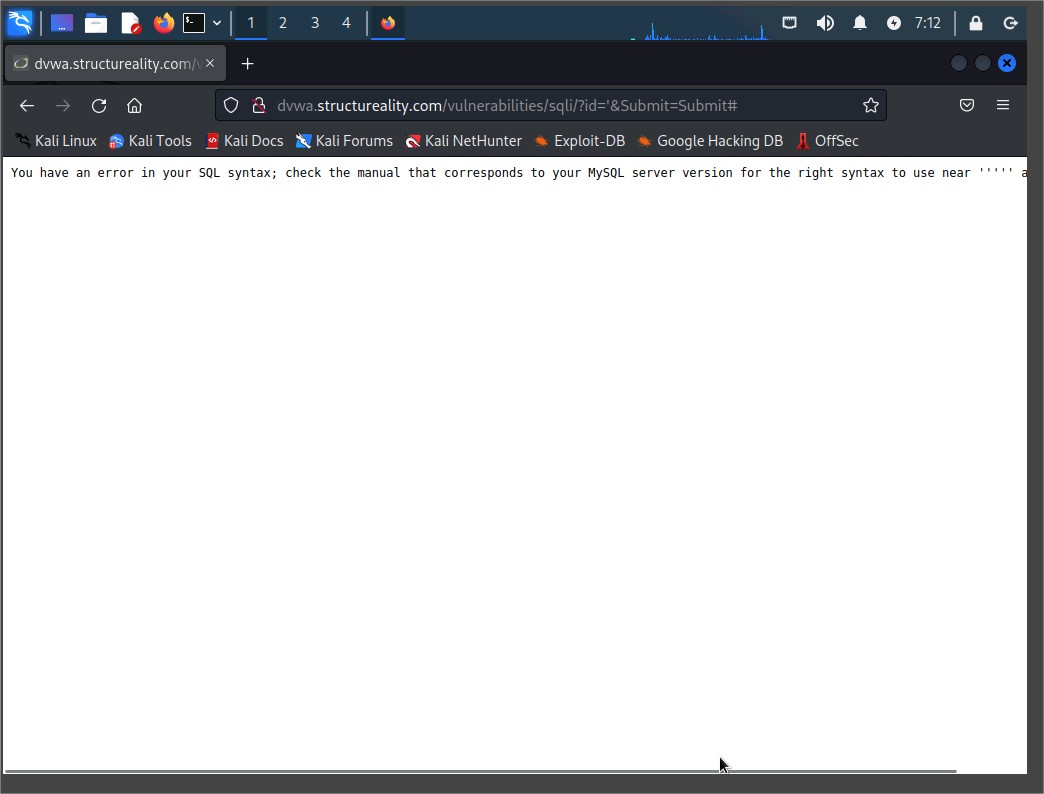 1 2 3 4 7:12
dvwa.structureality.com/v
dvwa.structureality.com/vulnerabilities/sqli/?id='&Submit=Submit#
Kali Linux Kali Tools Kali Docs Kali Forums Kali NetHunter Exploit-DB Google Hacking DB OffSec
You have an error in your SQL syntax; check the manual that corresponds to your MySQL server version for the right syntax to use near ''''' a